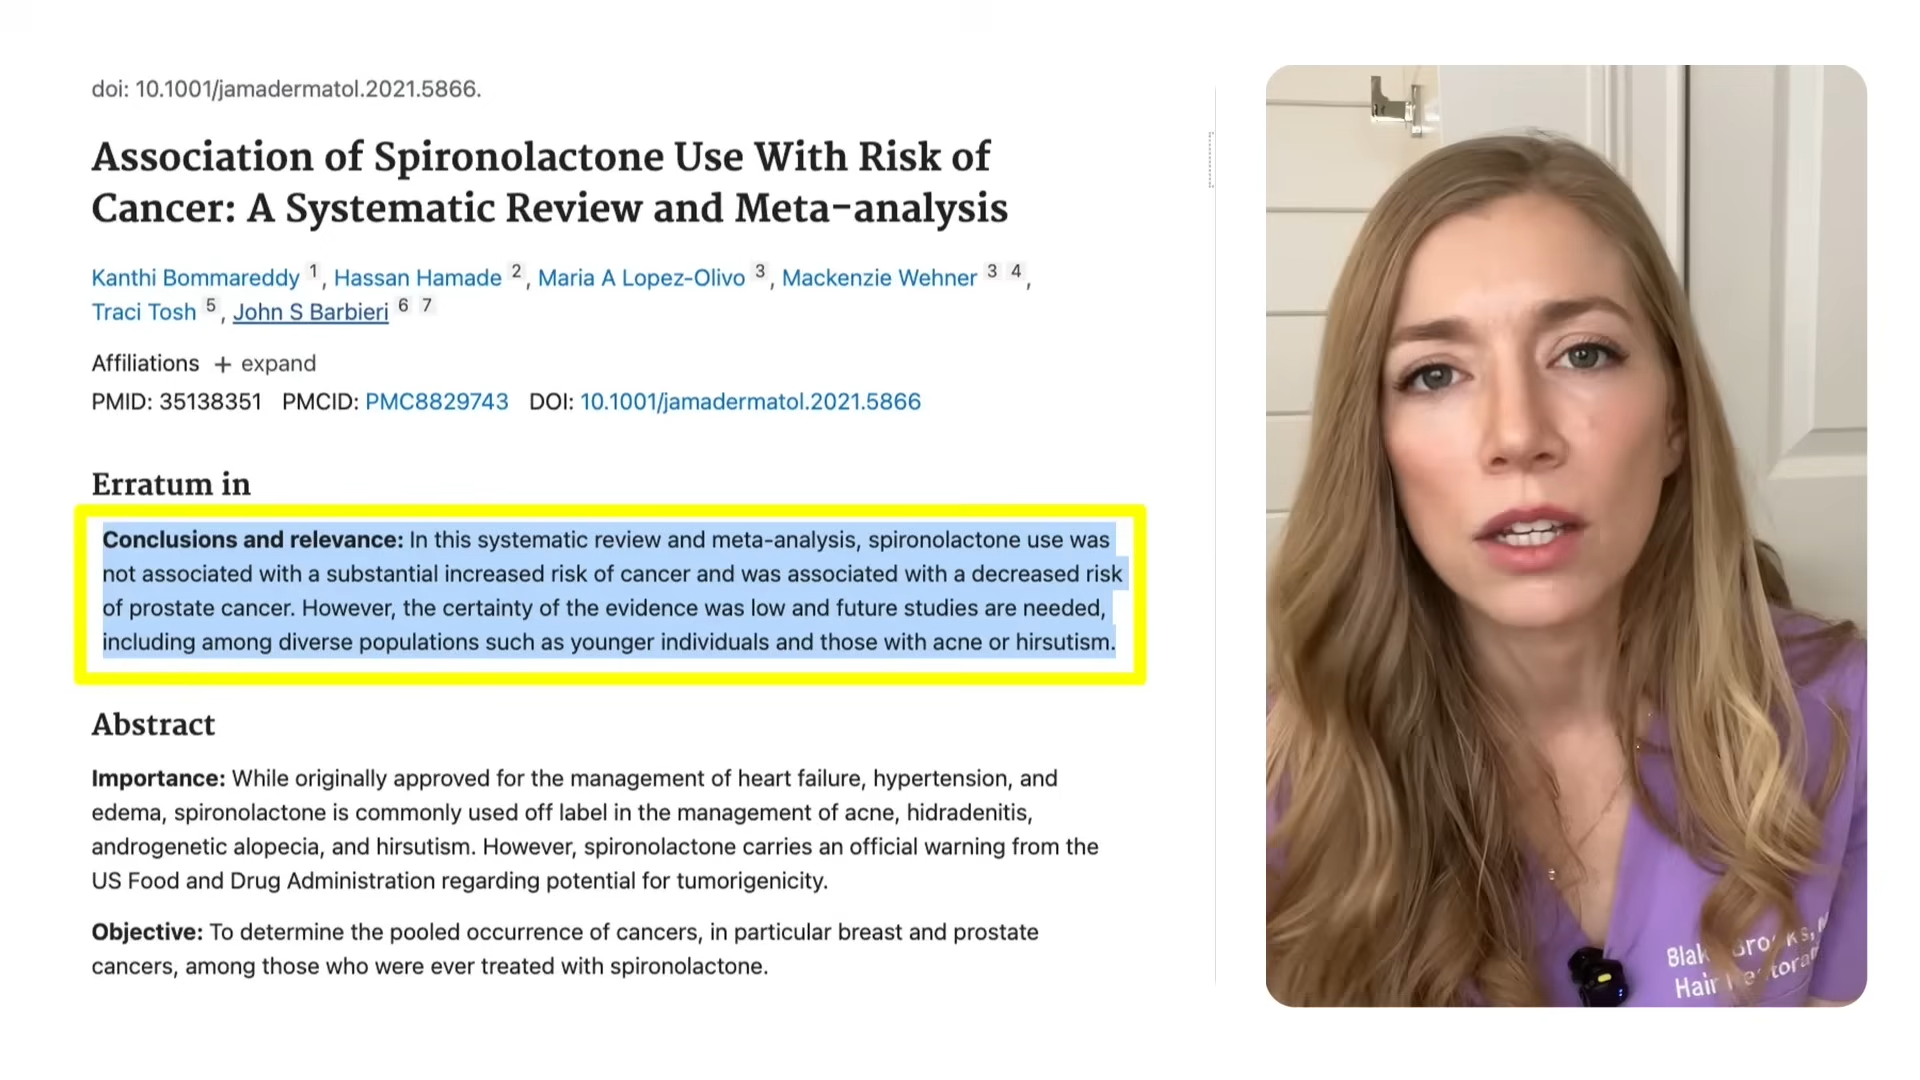 doi: 10.1001/jamadermatol.2021.5866.
Association of Spironolactone Use With Risk of
Cancer: A Systematic Review and Meta-analysis
Kanthi Bommareddy 1, Hassan Hamade 2, Maria A Lopez-Olivo 3, Mackenzie Wehner 3 4,
Traci Tosh 5, John S Barbieri 6 7
Affiliations + expand
PMID: 35138351 PMCID: PMC8829743 DOI: 10.1001/jamadermatol.2021.5866
Erratum in
Conclusions and relevance: In this systematic review and meta-analysis, spironolactone use was
not associated with a substantial increased risk of cancer and was associated with a decreased risk
of prostate cancer. However, the certainty of the evidence was low and future studies are needed,
including among diverse populations such as younger individuals and those with acne or hirsutism.
Abstract
Importance: While originally approved for the management of heart failure, hypertension, and
edema, spironolactone is commonly used off label in the management of acne, hidradenitis,
androgenetic alopecia, and hirsutism. However, spironolactone carries an official warning from the
US Food and Drug Administration regarding potential for tumorigenicity.
Objective: To determine the pooled occurrence of cancers, in particular breast and prostate
cancers, among those who were ever treated with spironolactone.
Hair